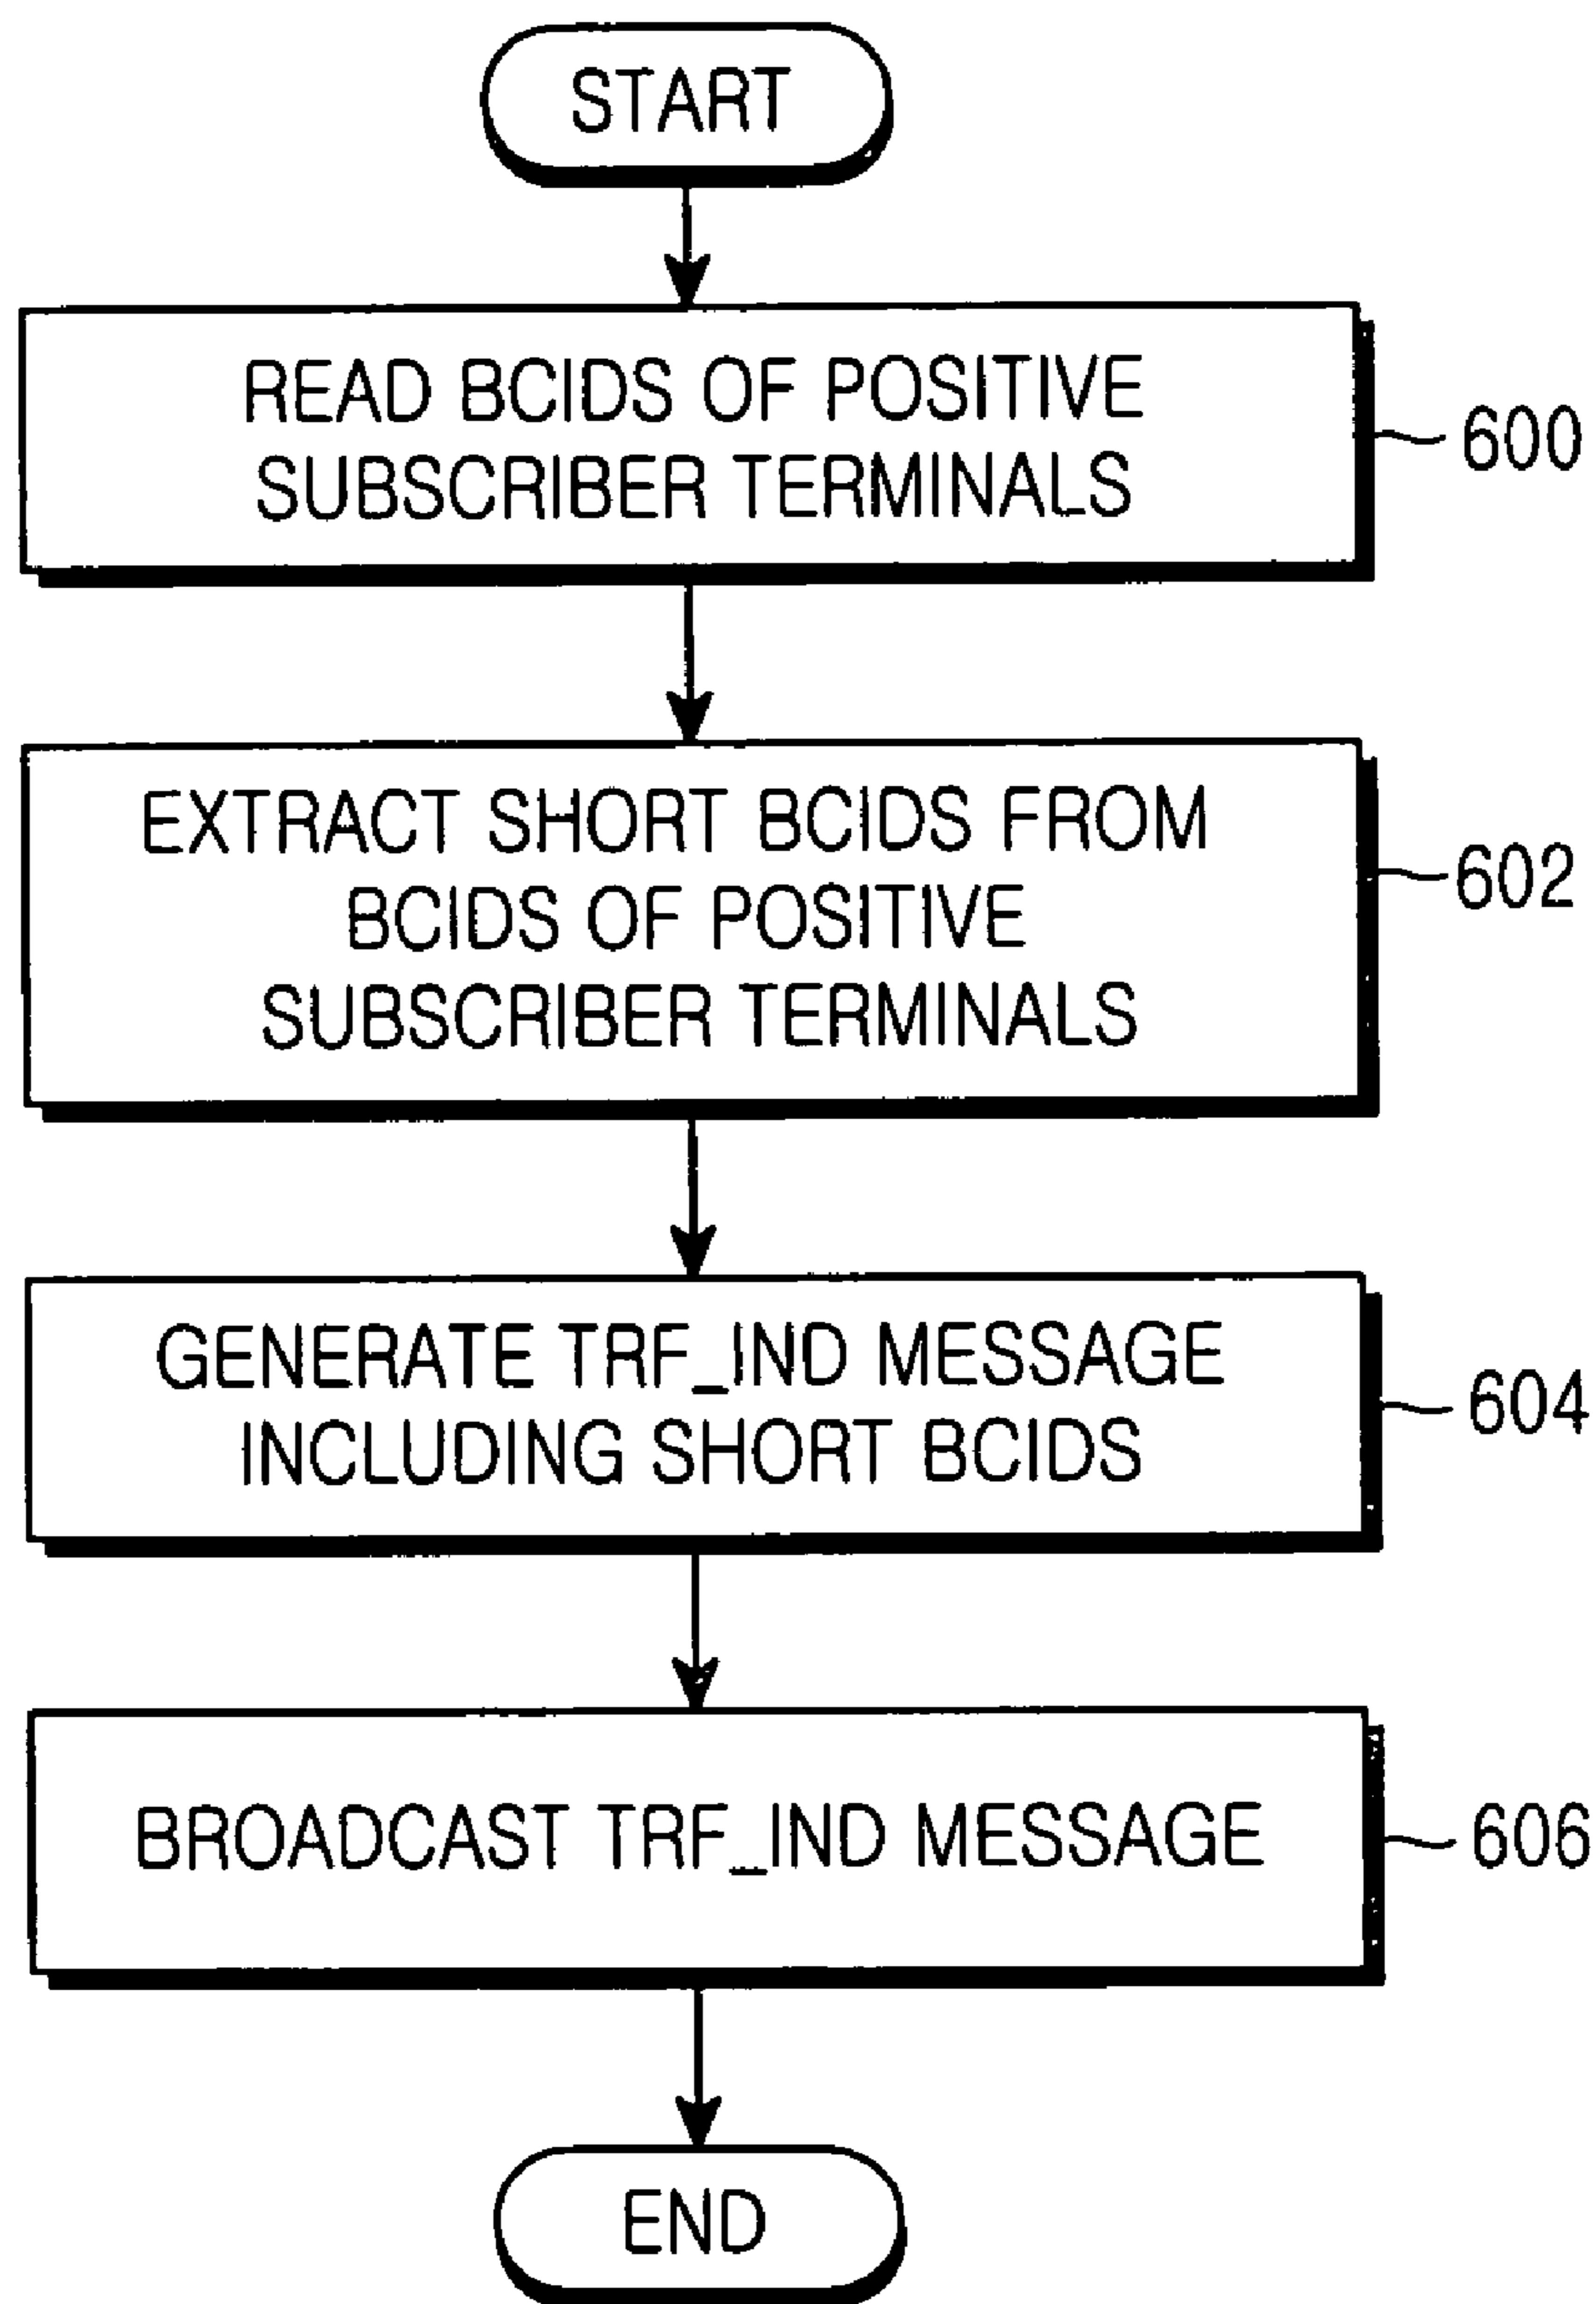 START
READ BCIDS OF POSITIVE
SUBSCRIBER TERMINALS
600
EXTRACT SHORT BCIDS FROM
BCIDS OF POSITIVE
SUBSCRIBER TERMINALS
602
GENERATE TRF_IND MESSAGE
INCLUDING SHORT BCIDS
604
BROADCAST TRF_IND MESSAGE
606
END